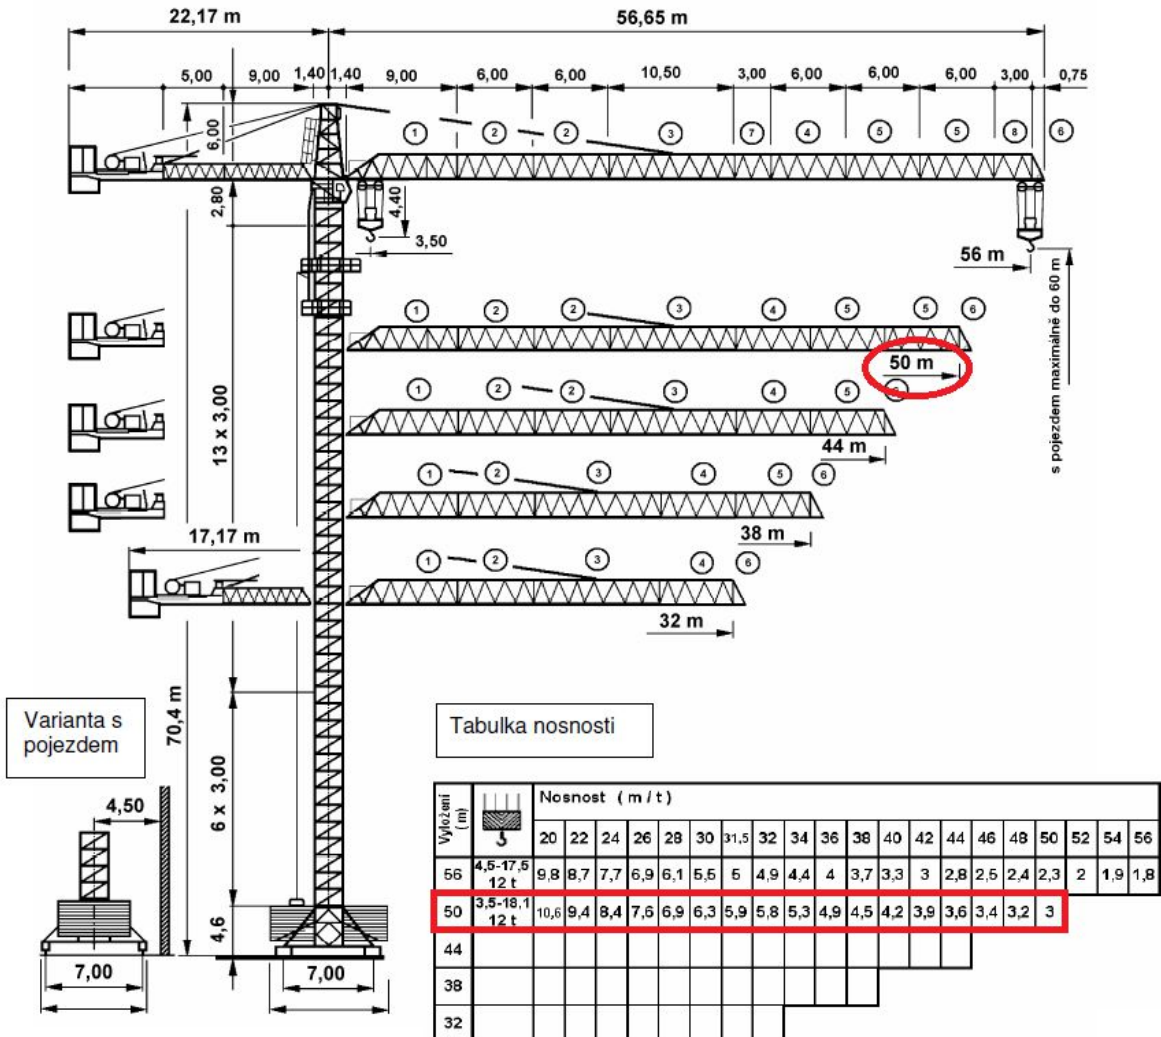 22,17 m 56,65 m
5,00 9,00 1,40 1,40 9,00 6,00 6,00 10,50 3,00 6,00 6,00 6,00 3,00 0,75
1 2 2 3 7 4 5 5 8 6
6,00
2,80
4,40
3,50
56 m
s pojezdem maximálně do 60 m
1 2 2 3 4 5 5 6
50 m
1 2 2 3 4 5
44 m
13 x 3,00
1 2 3 4 5 6
38 m
17,17 m
1 2 3 4 6
32 m
70,4 m
6 x 3,00
4,6
7,00
Varianta s
pojezdem
4,50
7,00
Tabulka nosnosti
Vyložení
(m)
Nosnost ( m / t )
20 22 24 26 28 30 31,5 32 34 36 38 40 42 44 46 48 50 52 54 56
56 4,5-17,5 12 t 9,8 8,7 7,7 6,9 6,1 5,5 5 4,9 4,4 4 3,7 3,3 3 2,8 2,5 2,4 2,3 2 1,9 1,8
50 3,5-18,1 12 t 10,6 9,4 8,4 7,6 6,9 6,3 5,9 5,8 5,3 4,9 4,5 4,2 3,9 3,6 3,4 3,2 3
44
38
32